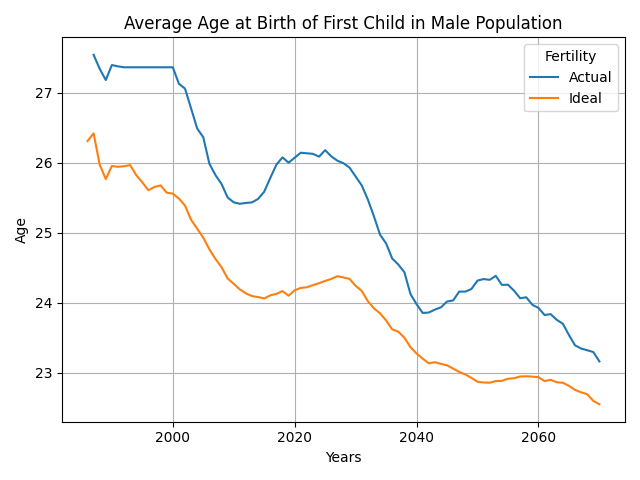 Average Age at Birth of First Child in Male Population
Fertility
Actual
Ideal
27
26
25
24
23
Age
2000
2020
2040
2060
Years